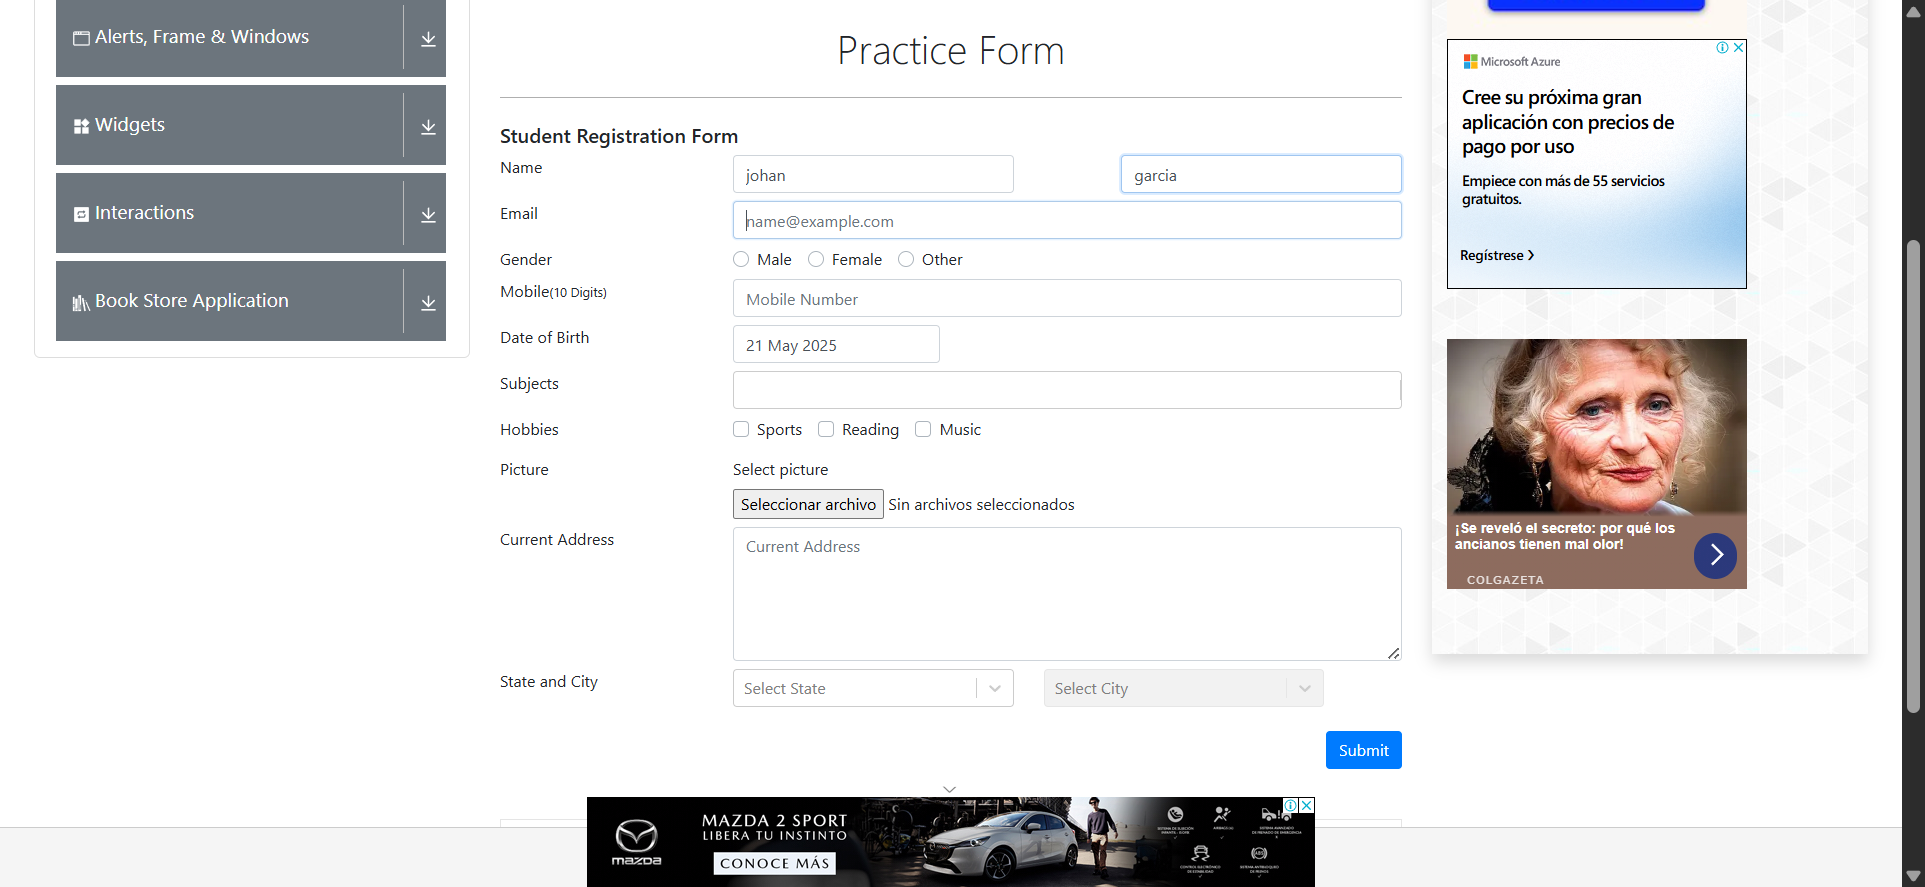 Alerts, Frame & Windows
Widgets
Interactions
Book Store Application
Practice Form
Student Registration Form
Name
johan
garcia
Email
name@example.com
Gender
Male
Female
Other
Mobile(10 Digits)
Mobile Number
Date of Birth
21 May 2025
Subjects
Hobbies
Sports
Reading
Music
Picture
Select picture
Seleccionar archivo Sin archivos seleccionados
Current Address
Current Address
State and City
Select State
Select City
Submit
Microsoft Azure
Cree su próxima gran
aplicación con precios de
pago por uso
Empiece con más de 55 servicios
gratuitos.
Regístrese
¡Se reveló el secreto: por qué los
ancianos tienen mal olor!
COLGAZETA
mazda
MAZDA 2 SPORT
LIBERA TU INSTINTO
CONOCE MÁS